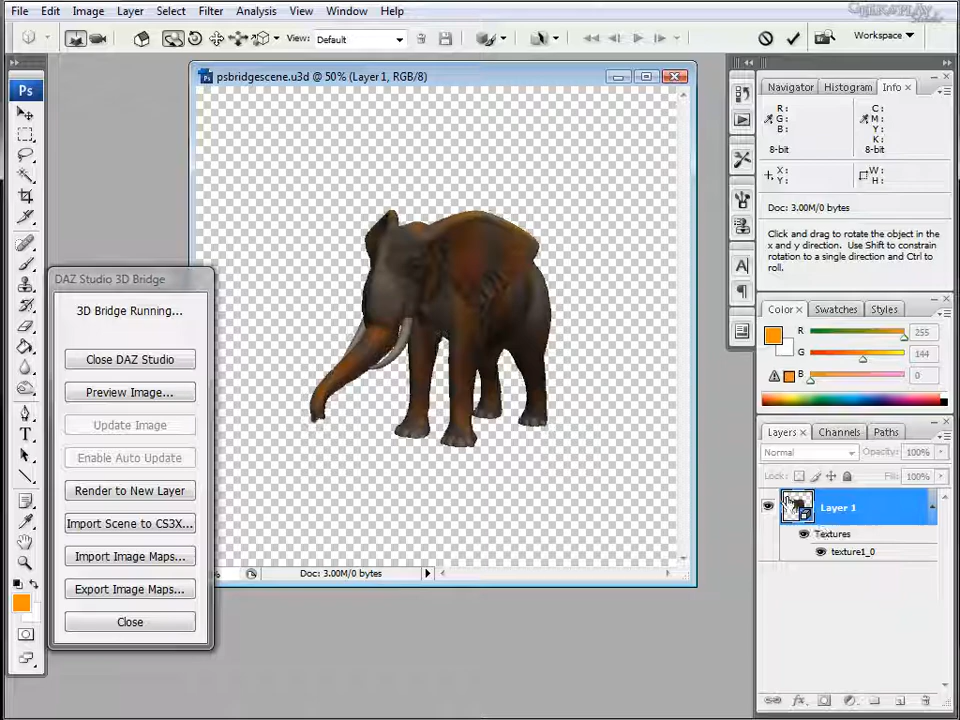 File Edit Image Layer Select Filter Analysis View Window Help
View: Default
Workspace
psbridgescene.u3d @ 50% (Layer 1, RGB/8)
Ps
DAZ Studio 3D Bridge
3D Bridge Running...
Close DAZ Studio
Preview Image...
Update Image
Enable Auto Update
Render to New Layer
Import Scene to CS3X...
Import Image Maps...
Export Image Maps...
Close
Doc: 3.00M/0 bytes
Navigator Histogram Info
R: C:
G: M:
B: Y:
K:
8-bit 8-bit
X: W:
Y: H:
Doc: 3.00M/0 bytes
Click and drag to rotate the object in the x and y direction. Use Shift to constrain rotation to a single direction and Ctrl to roll.
Color Swatches Styles
R 255
G 144
B 0
Layers Channels Paths
Normal Opacity: 100%
Lock: Fill: 100%
Layer 1
Textures
texture1_0